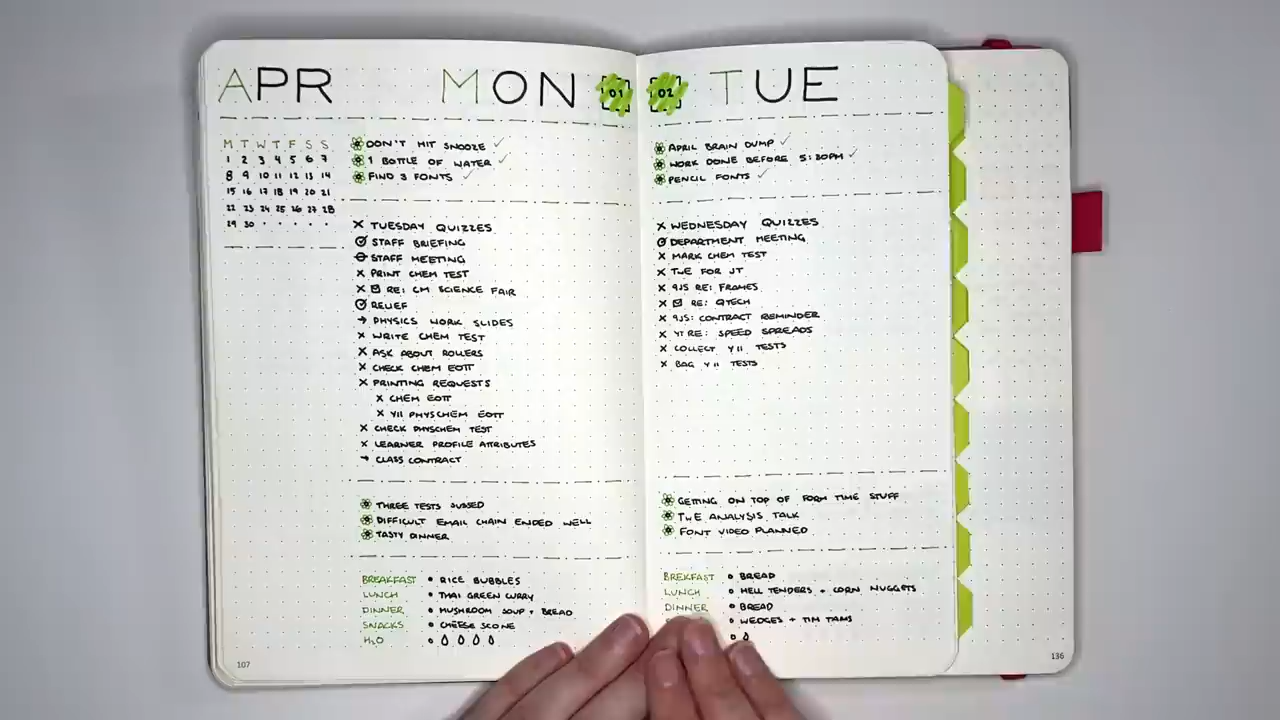 APR
M T W T F S S
1 2 3 4 5 6 7
8 9 10 11 12 13 14
15 16 17 18 19 20 21
22 23 24 25 26 27 28
29 30
107
MON 01
DON'T HIT SNOOZE
1 BOTTLE OF WATER
FIND 3 FONTS
TUESDAY QUIZZES
STAFF BRIEFING
STAFF MEETING
PRINT CHEM TEST
RE: CM SCIENCE FAIR
RELIEF
PHYSICS WORK SLIDES
WRITE CHEM TEST
ASK ABOUT ROLLERS
CHECK CHEM EOTT
PRINTING REQUESTS
CHEM EOTT
Y11 PHYSCHEM EOTT
CHECK PHYSCHEM TEST
LEARNER PROFILE ATTRIBUTES
CLASS CONTRACT
THREE TESTS SUSSED
DIFFICULT EMAIL CHAIN ENDED WELL
TASTY DINNER
BREAKFAST • RICE BUBBLES
LUNCH • THAI GREEN CURRY
DINNER • MUSHROOM SOUP + BREAD
SNACKS • CHEESE SCONE
H2O
02 TUE
APRIL BRAIN DUMP
WORK DONE BEFORE 5:30PM
PENCIL FONTS
WEDNESDAY QUIZZES
DEPARTMENT MEETING
MARK CHEM TEST
TWE FOR JT
9JS RE: FRAMES
RE: QTECH
9JS: CONTRACT REMINDER
YT RE: SPEED SPREADS
COLLECT Y11 TESTS
BAG Y11 TESTS
GETTING ON TOP OF FORM TIME STUFF
TWE ANALYSIS TALK
FONT VIDEO PLANNED
BREKFAST • BREAD
LUNCH • HELL TENDERS + CORN NUGGETS
DINNER • BREAD
• WEDGES + TIM TAMS
136